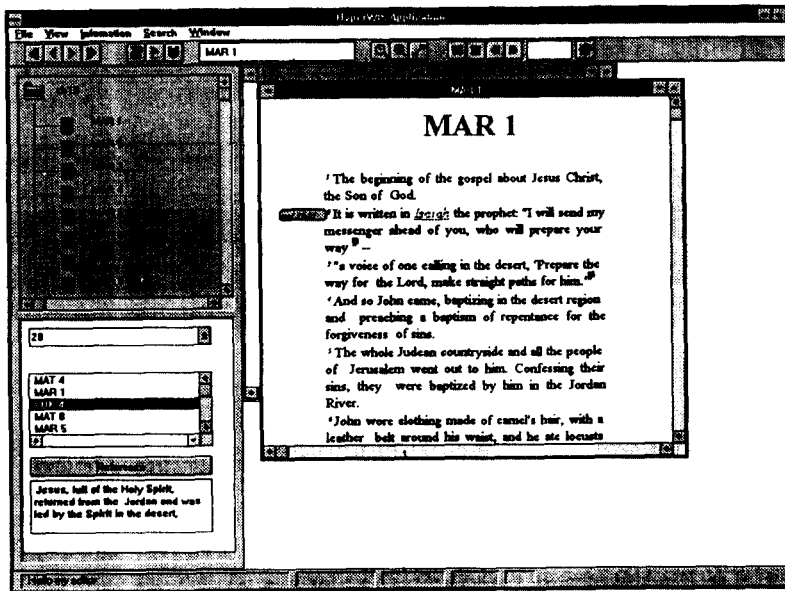 HyperWis Application
File View Information Search Window
MAR 1
MAR 1
MAR 1
¹ The beginning of the gospel about Jesus Christ,
the Son of God.
It is written in Isaiah the prophet: "I will send my
messenger ahead of you, who will prepare your
way --
³ "a voice of one calling in the desert, 'Prepare the
way for the Lord, make straight paths for him.'"
⁴ And so John came, baptizing in the desert region
and preaching a baptism of repentance for the
forgiveness of sins.
⁵ The whole Judean countryside and all the people
of Jerusalem went out to him. Confessing their
sins, they were baptized by him in the Jordan
River.
⁶ John wore clothing made of camel's hair, with a
leather belt around his waist, and he ate locusts
1
20
MAT 4
MAR 1
MAT 8
MAR 5
References
Jesus, full of the Holy Spirit,
returned from the Jordan and was
led by the Spirit in the desert,